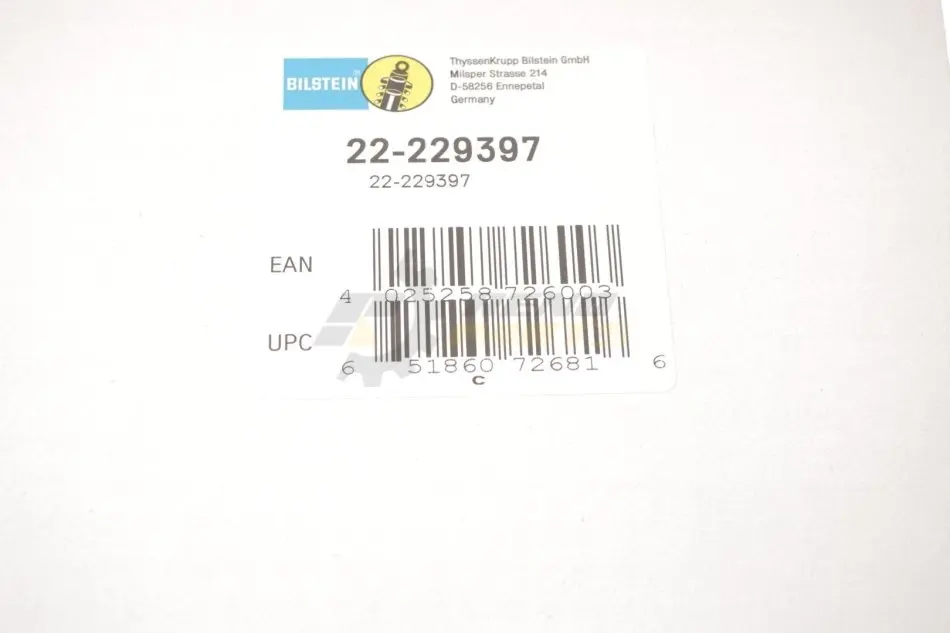 BILSTEIN
ThyssenKrupp Bilstein GmbH
Milsper Strasse 214
D-58256 Ennepetal
Germany
22-229397
22-229397
EAN
4 025258 726003
UPC
6 51860 72681 6
C